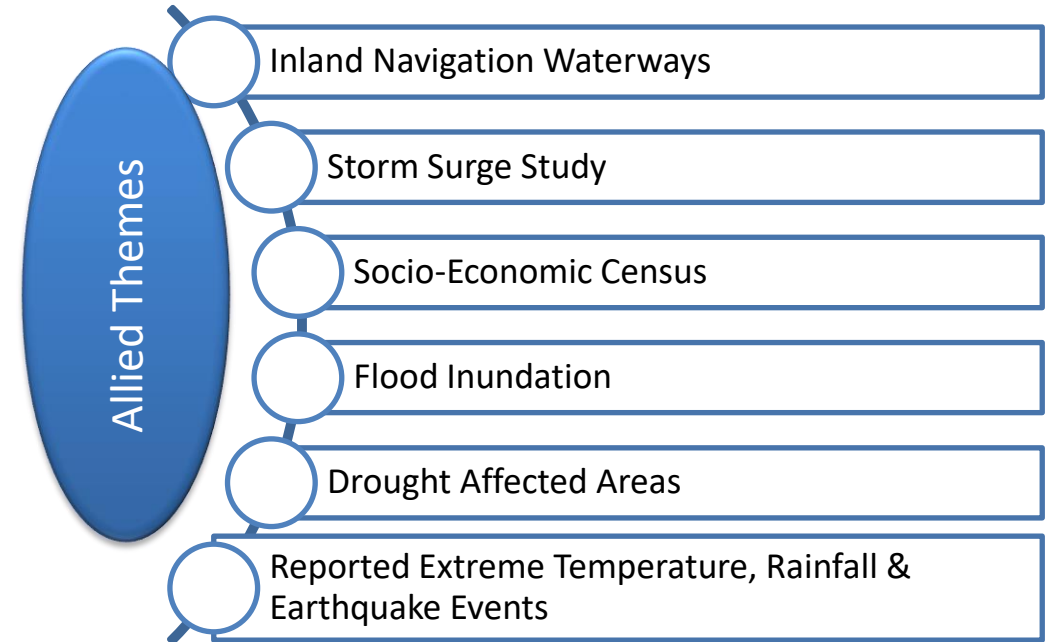 Allied Themes
Inland Navigation Waterways
Storm Surge Study
Socio-Economic Census
Flood Inundation
Drought Affected Areas
Reported Extreme Temperature, Rainfall &
Earthquake Events